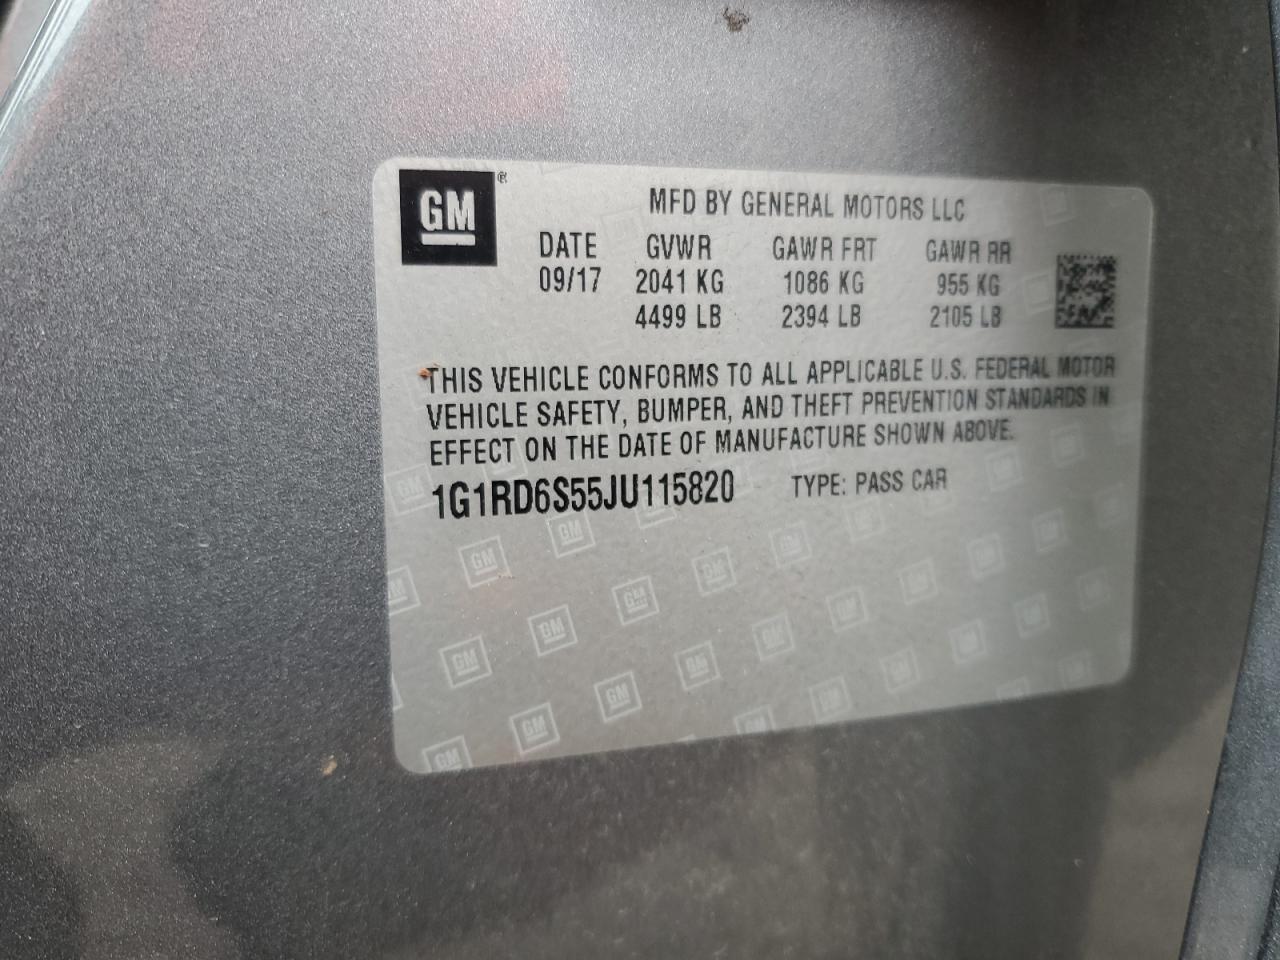 GM®
MFD BY GENERAL MOTORS LLC
DATE GVWR GAWR FRT GAWR RR
09/17 2041 KG 1086 KG 955 KG
4499 LB 2394 LB 2105 LB
THIS VEHICLE CONFORMS TO ALL APPLICABLE U.S. FEDERAL MOTOR
VEHICLE SAFETY, BUMPER, AND THEFT PREVENTION STANDARDS IN
EFFECT ON THE DATE OF MANUFACTURE SHOWN ABOVE.
1G1RD6S55JU115820 TYPE: PASS CAR